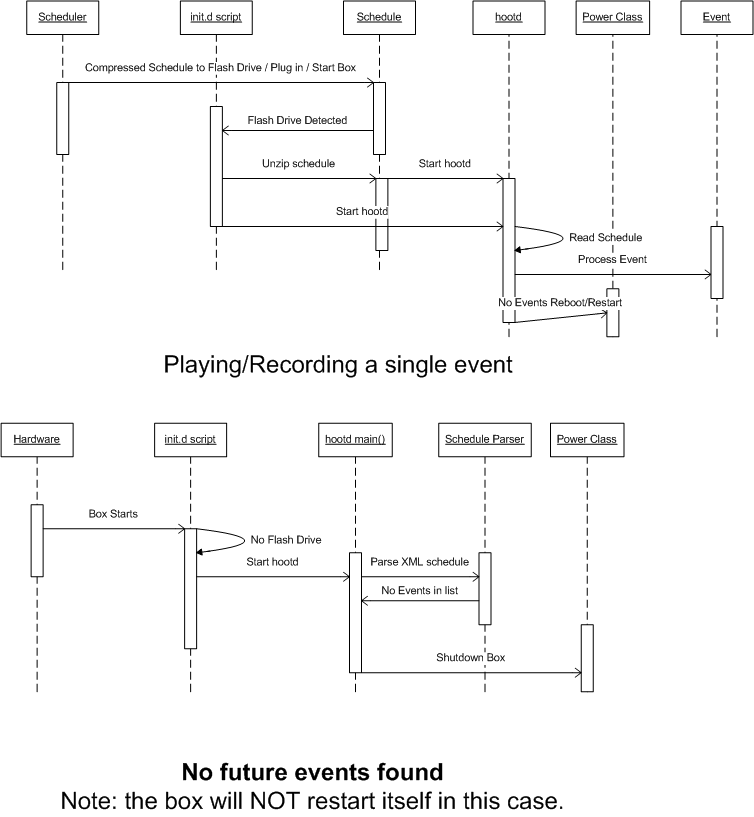 Scheduler
init.d script
Schedule
hootd
Power Class
Event
Compressed Schedule to Flash Drive / Plug in / Start Box
Flash Drive Detected
Unzip schedule
Start hootd
Start hootd
Read Schedule
Process Event
No Events Reboot/Restart
Playing/Recording a single event
Hardware
init.d script
hootd main()
Schedule Parser
Power Class
Box Starts
No Flash Drive
Start hootd
Parse XML schedule
No Events in list
Shutdown Box
No future events found
Note: the box will NOT restart itself in this case.